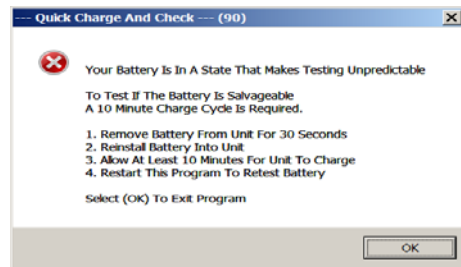 --- Quick Charge And Check --- (90)
Your Battery Is In A State That Makes Testing Unpredictable
To Test If The Battery Is Salvageable
A 10 Minute Charge Cycle Is Required.
1. Remove Battery From Unit For 30 Seconds
2. Reinstall Battery Into Unit
3. Allow At Least 10 Minutes For Unit To Charge
4. Restart This Program To Retest Battery
Select (OK) To Exit Program
OK